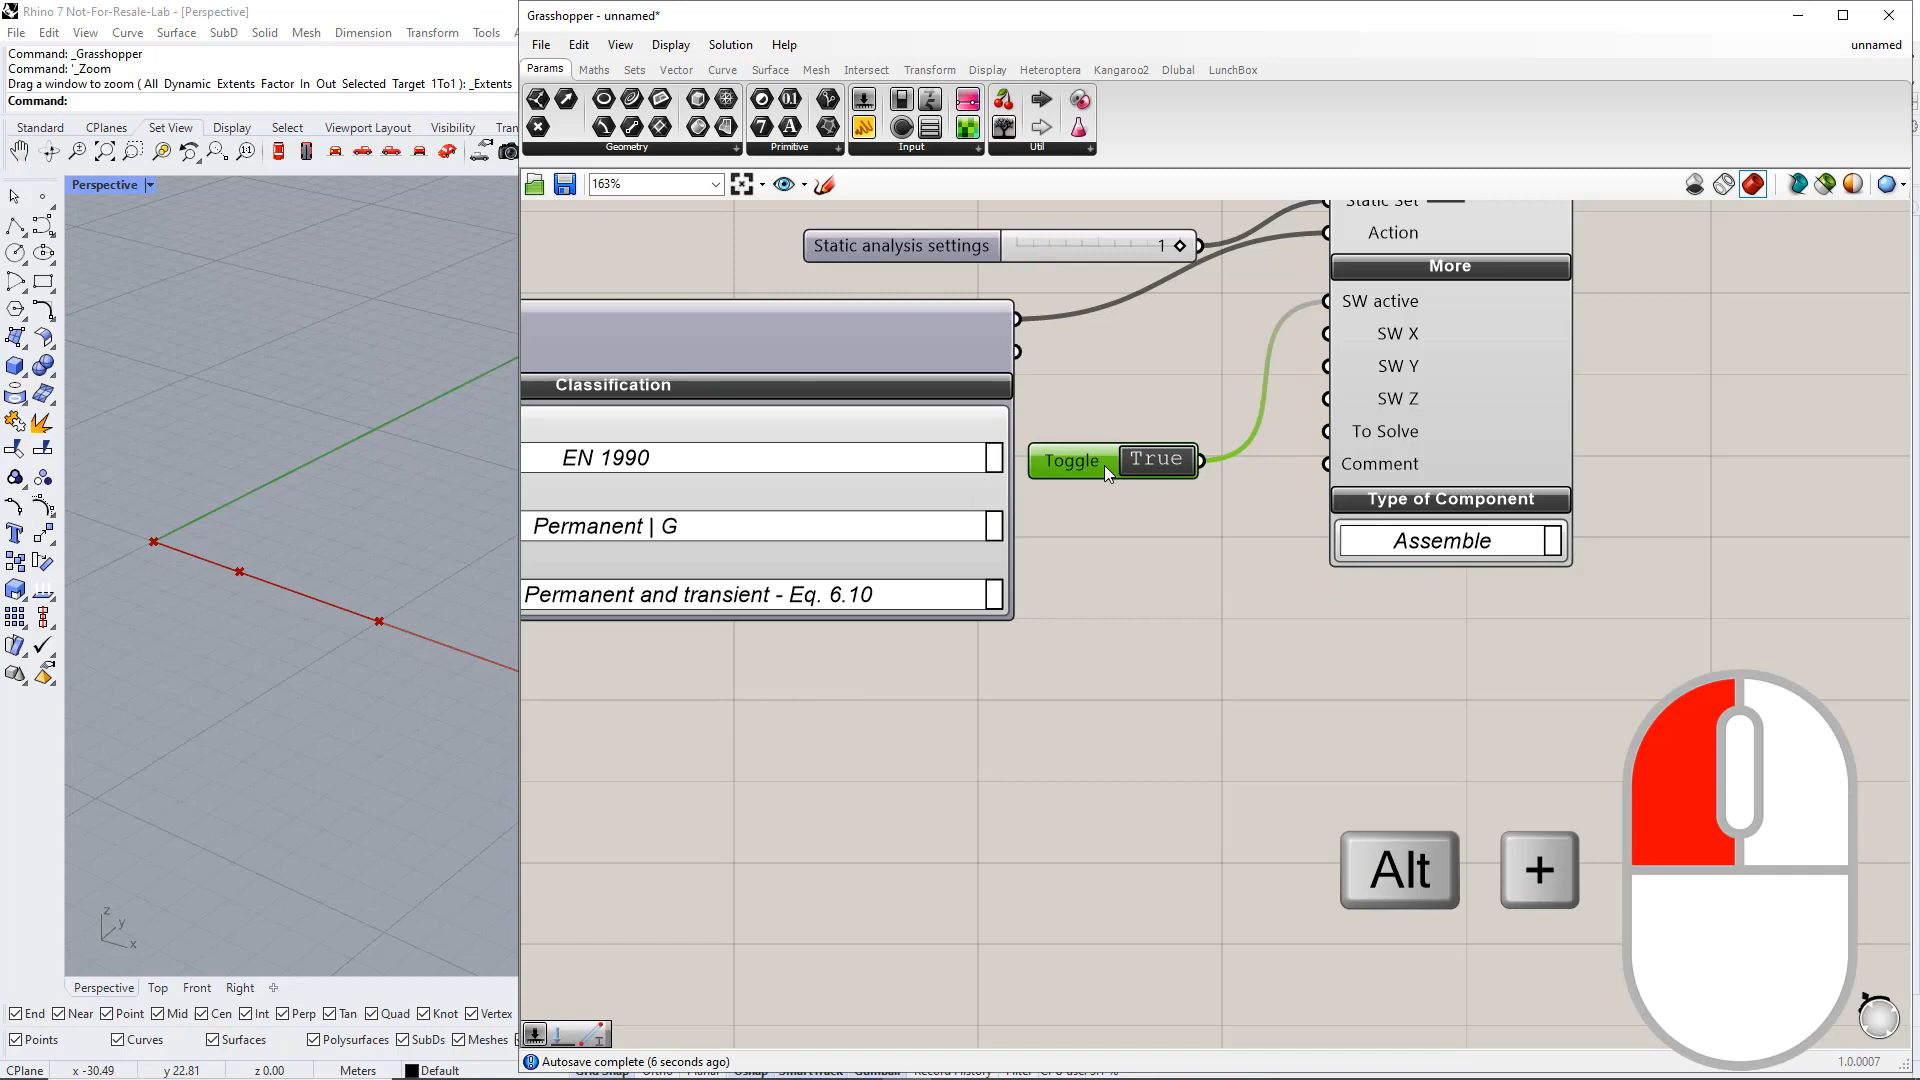 Rhino 7 Not-For-Resale-Lab - [Perspective]
File Edit View Curve Surface SubD Solid Mesh Dimension Transform Tools
Command: _Grasshopper
Command: '_Zoom
Drag a window to zoom ( All Dynamic Extents Factor In Out Selected Target 1To1 ): _Extents
Command:
Standard CPlanes Set View Display Select Viewport Layout Visibility Tran
Perspective
Grasshopper - unnamed*
File Edit View Display Solution Help unnamed
Params Maths Sets Vector Curve Surface Mesh Intersect Transform Display Heteroptera Kangaroo2 Dlubal LunchBox
Geometry Primitive Input Util
163%
Static Set
Static analysis settings 1
Action
More
SW active
SW X
SW Y
SW Z
To Solve
Comment
Type of Component
Assemble
Classification
EN 1990
Permanent | G
Permanent and transient - Eq. 6.10
Toggle True
Alt +
z
y
x
Perspective Top Front Right
End Near Point Mid Cen Int Perp Tan Quad Knot Vertex
Points Curves Surfaces Polysurfaces SubDs Meshes
CPlane x -30.49 y 22.81 z 0.00 Meters Default
Autosave complete (6 seconds ago)
1.0.0007